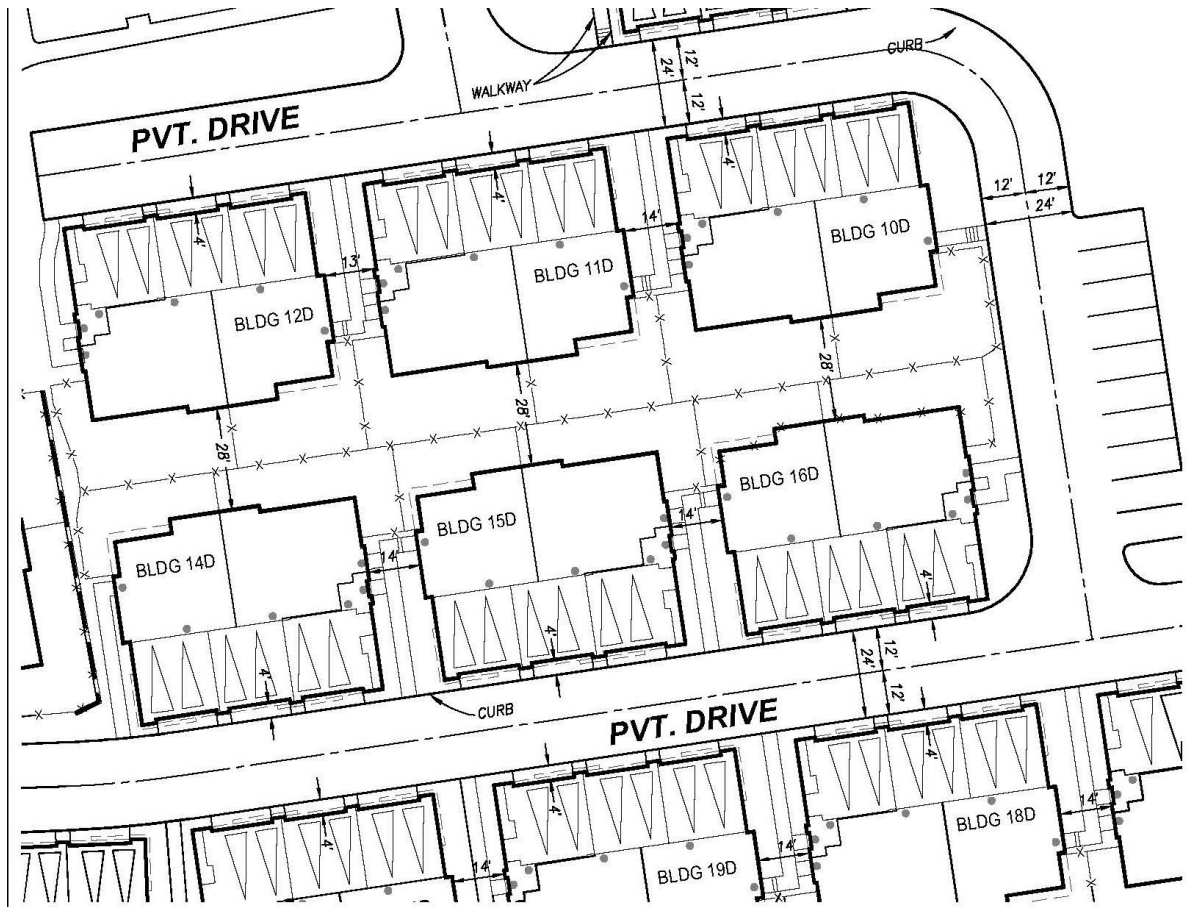 CURB
WALKWAY
24'
12'
12'
PVT. DRIVE
4'
4'
4'
12'
12'
24'
14'
13'
BLDG 10D
BLDG 11D
BLDG 12D
28'
28'
28'
BLDG 16D
BLDG 15D
BLDG 14D
14'
14'
4'
4'
4'
12'
24'
12'
CURB
PVT. DRIVE
4'
4'
4'
14'
14'
14'
BLDG 18D
BLDG 19D